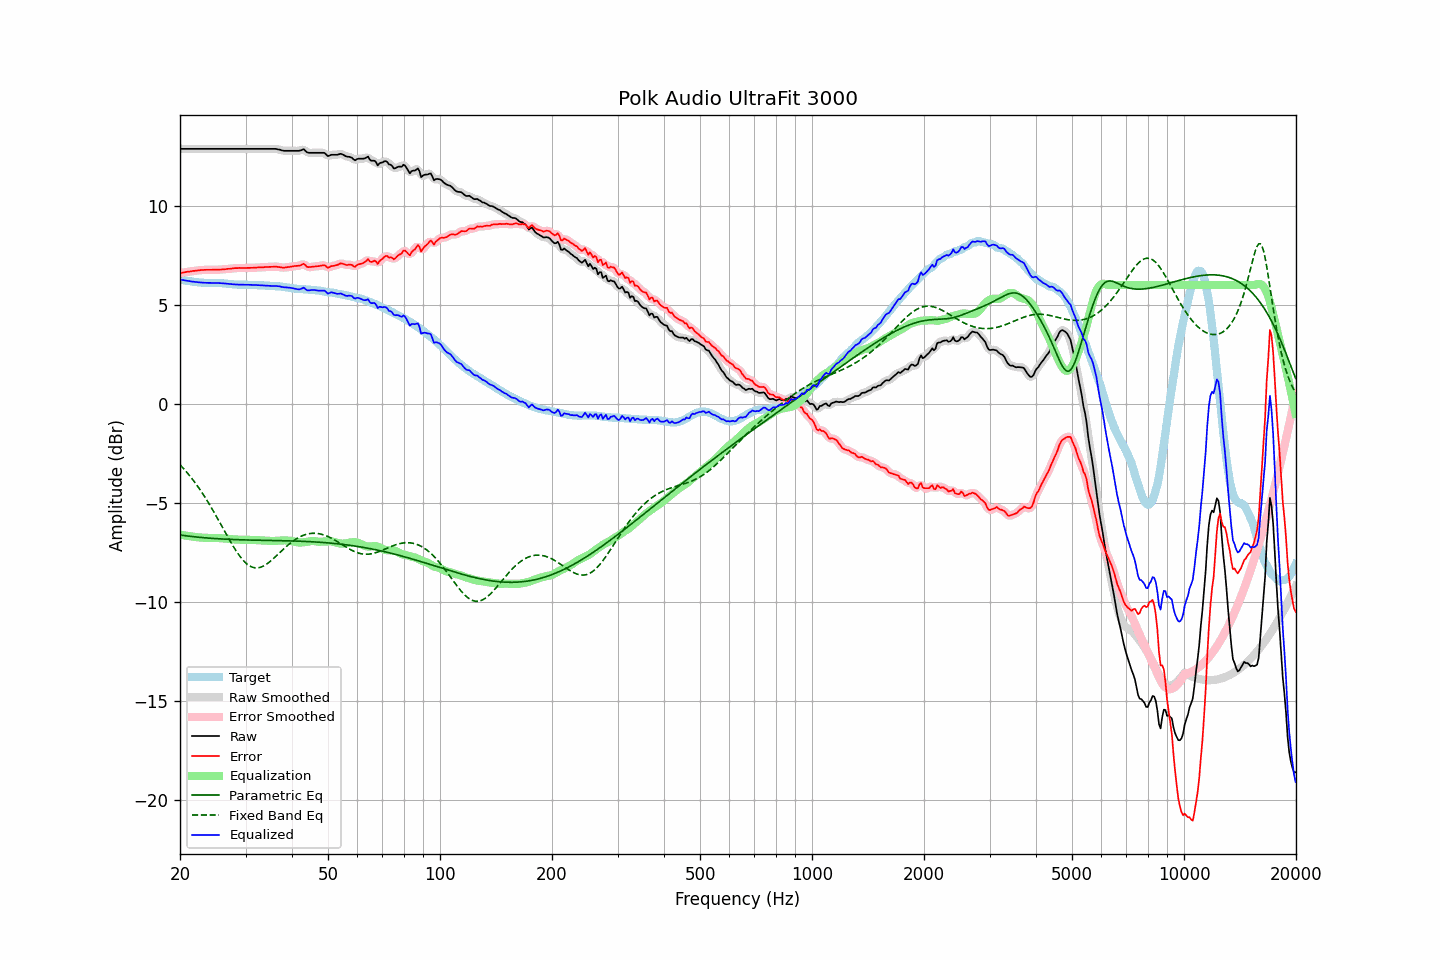 Polk Audio UltraFit 3000
Amplitude (dBr)
10
5
0
−5
−10
−15
−20
Target
Raw Smoothed
Error Smoothed
Raw
Error
Equalization
Parametric Eq
Fixed Band Eq
Equalized
20 50 100 200 500 1000 2000 5000 10000 20000
Frequency (Hz)